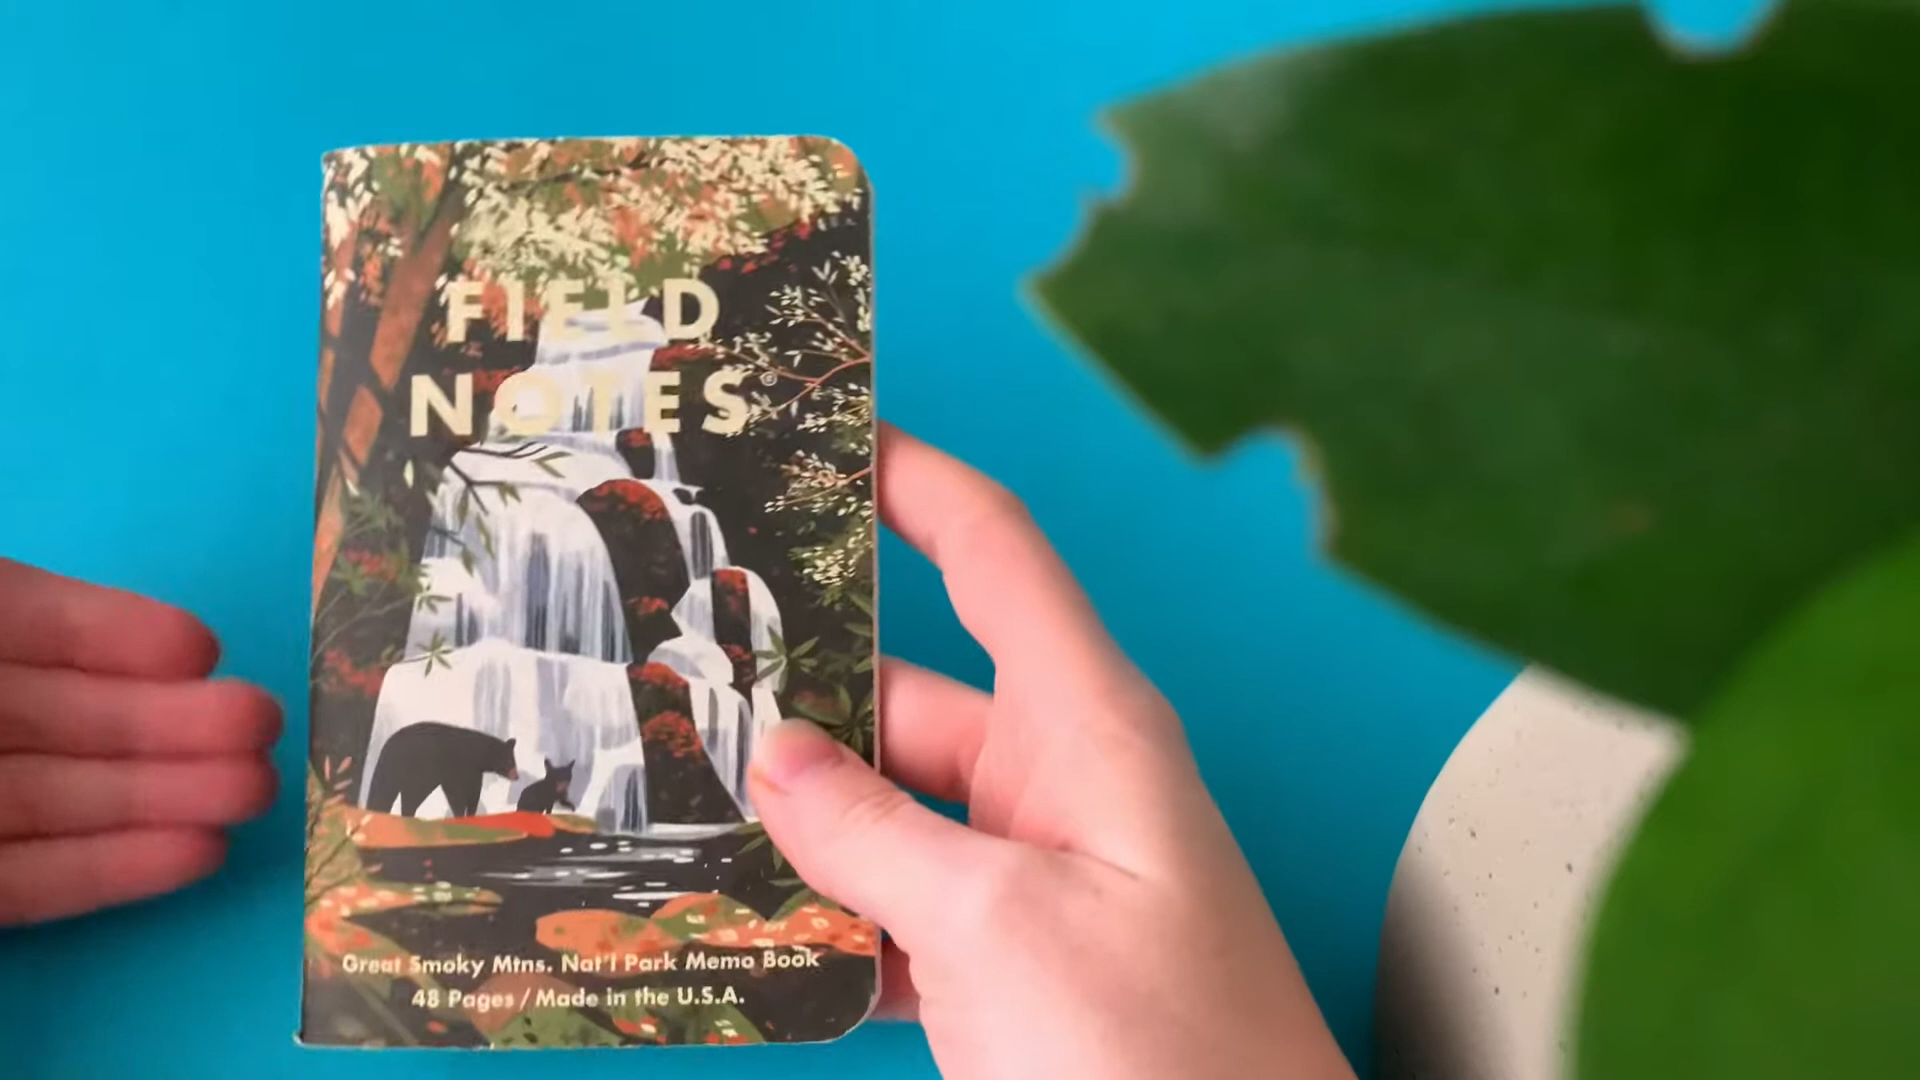 FIELD
NOTES®
Great Smoky Mtns. Nat'l Park Memo Book
48 Pages / Made in the U.S.A.